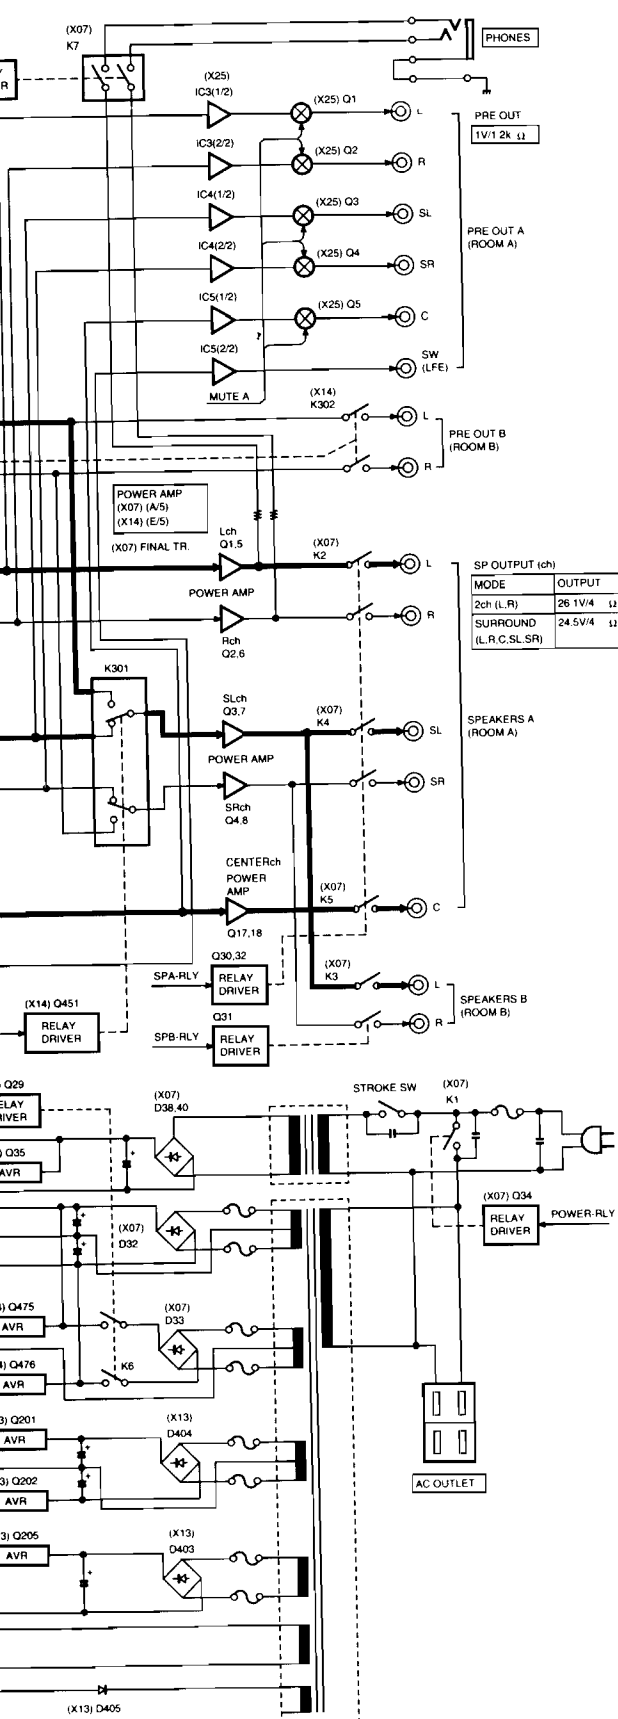 (X07)
K7
PHONES
R
(X25)
IC3(1/2)
(X25) Q1
L
PRE OUT
1V/1.2k Ω
IC3(2/2)
(X25) Q2
R
IC4(1/2)
(X25) Q3
SL
PRE OUT A
(ROOM A)
IC4(2/2)
(X25) Q4
SR
IC5(1/2)
(X25) Q5
C
IC5(2/2)
SW
(LFE)
MUTE A
(X14)
K302
L
PRE OUT B
(ROOM B)
R
POWER AMP
(X07) (A/5)
(X14) (E/5)
(X07) FINAL TR.
Lch
Q1,5
(X07)
K2
L
SP OUTPUT (ch)
MODE OUTPUT
2ch (L,R) 26.1V/4 Ω
SURROUND 24.5V/4 Ω
(L,R,C,SL,SR)
POWER AMP
R
Rch
Q2,6
K301
SLch
Q3,7
(X07)
K4
SL
SPEAKERS A
(ROOM A)
POWER AMP
SR
SRch
Q4,8
CENTERch
POWER
AMP
(X07)
K5
C
Q17,18
Q30,32
SPA-RLY
RELAY
DRIVER
(X07)
K3
L
SPEAKERS B
(ROOM B)
R
(X14) Q451
RELAY
DRIVER
Q31
SPB-RLY
RELAY
DRIVER
) Q29
ELAY
IVER
(X07)
D38,40
STROKE SW
(X07)
K1
) Q35
AVR
(X07)
D32
(X07) Q34
RELAY
DRIVER
POWER-RLY
) Q475
AVR
(X07)
D33
) Q476
AVR
K6
3) Q201
AVR
(X13)
D404
3) Q202
AVR
AC OUTLET
3) Q205
AVR
(X13)
D403
(X13) D405